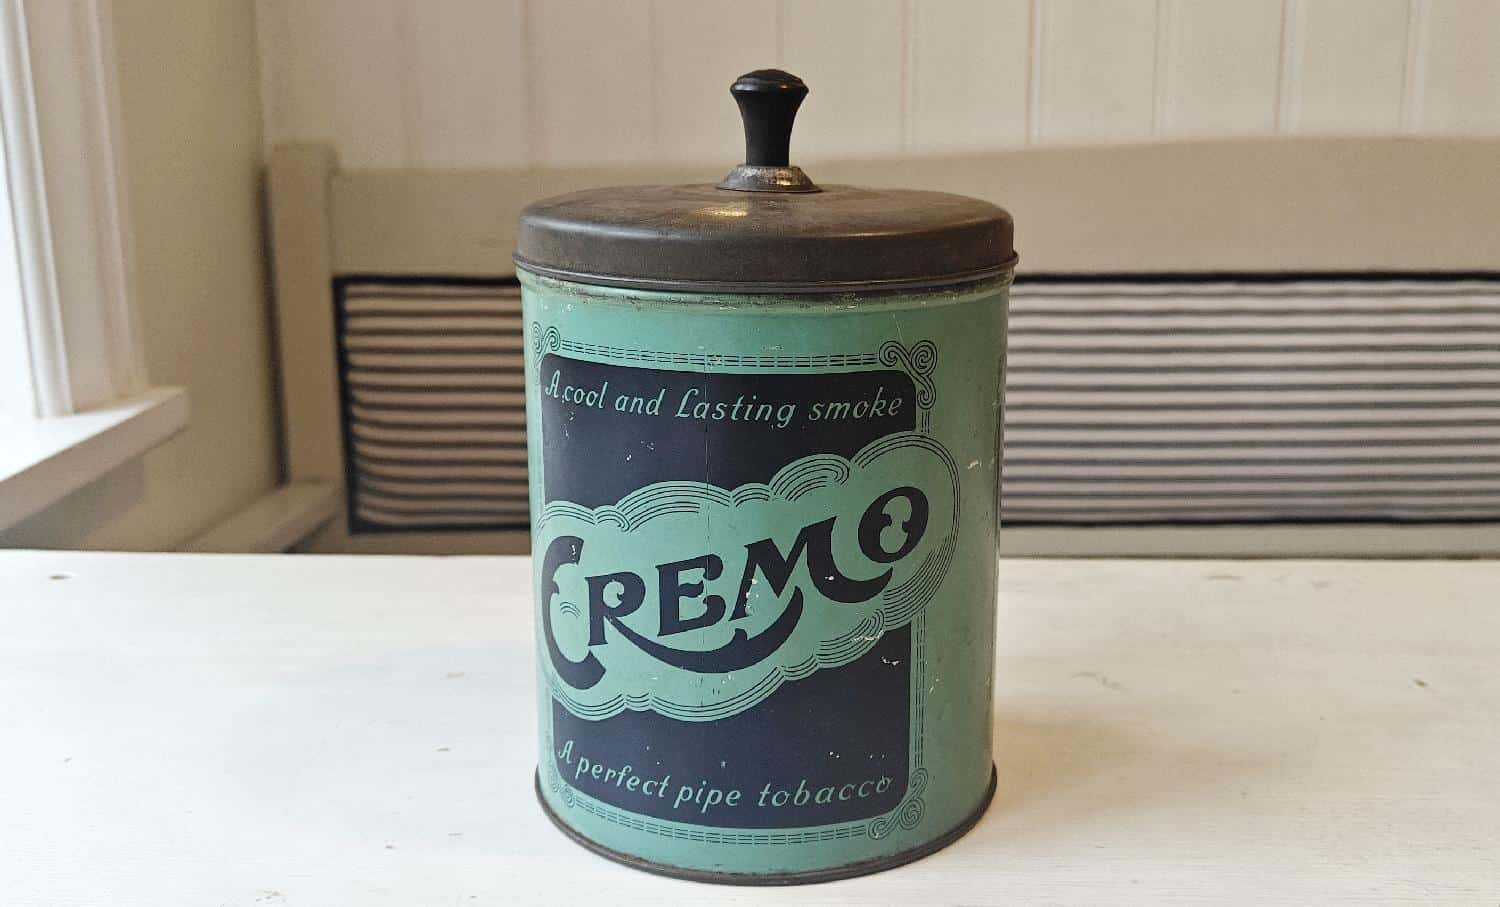 A cool and Lasting smoke
CREMO
A perfect pipe tobacco